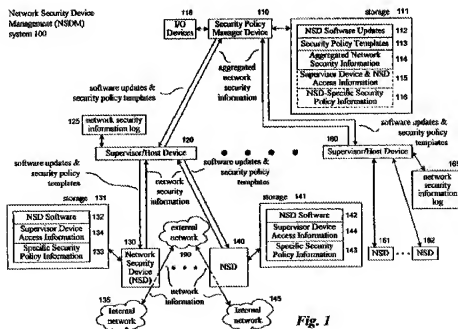 Network Security Device
Management (NSDM)
system 100
118
I/O
Devices
110
Security Policy
Manager Device
storage 111
NSD Software Updates
112
Security Policy Templates
113
Aggregated Network
Security Information
114
Supervisor Device & NSD
Access Information
115
NSD-Specific Security
Policy Information
116
software updates &
security policy
templates
aggregated
network
security
information
125
network security
information log
120
Supervisor/Host Device
software updates &
security policy
templates
160
Supervisor/Host Device
165
network
security
information
log
software updates &
security policy
templates
network
security
information
software updates &
security policy
templates
software updates &
security policy
templates
161
162
NSD
NSD
storage 131
NSD Software
132
Supervisor Device
Access Information
134
Specific Security
Policy Information
133
130
Network
Security
Device
(NSD)
external
network
190
140
NSD
storage 141
NSD Software
142
Supervisor Device
Access Information
144
Specific Security
Policy Information
143
network
information
135
Internal
network
145
Internal
network
Fig. 1